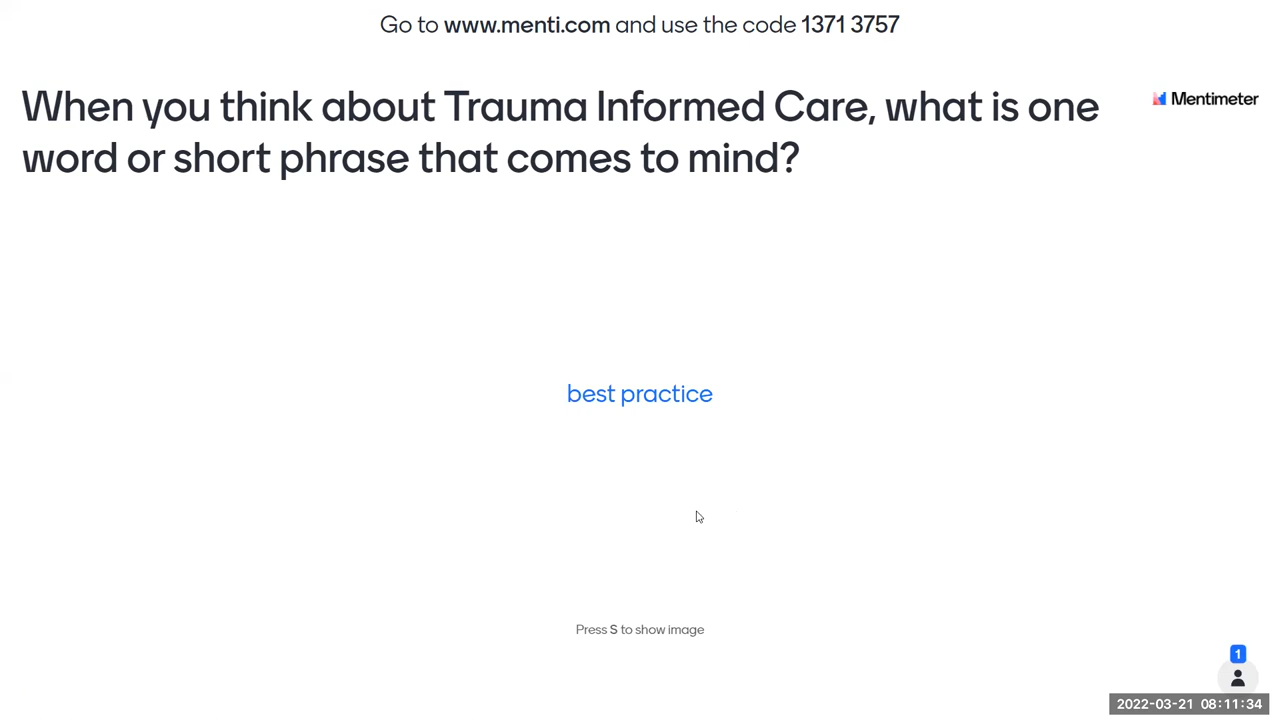 Go to www.menti.com and use the code 1371 3757
When you think about Trauma Informed Care, what is one
word or short phrase that comes to mind?
Mentimeter
best practice
Press S to show image
1
2022-03-21 08:11:34